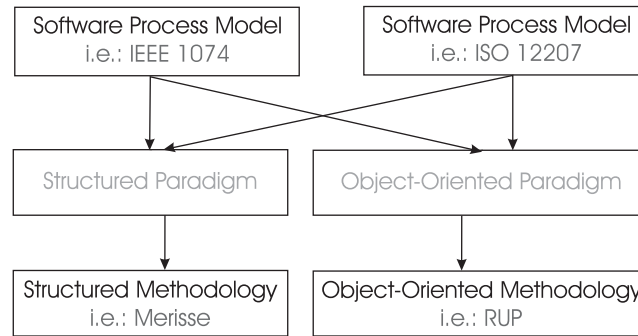 Software Process Model
i.e.: IEEE 1074
Software Process Model
i.e.: ISO 12207
Structured Paradigm
Object-Oriented Paradigm
Structured Methodology
i.e.: Merisse
Object-Oriented Methodology
i.e.: RUP